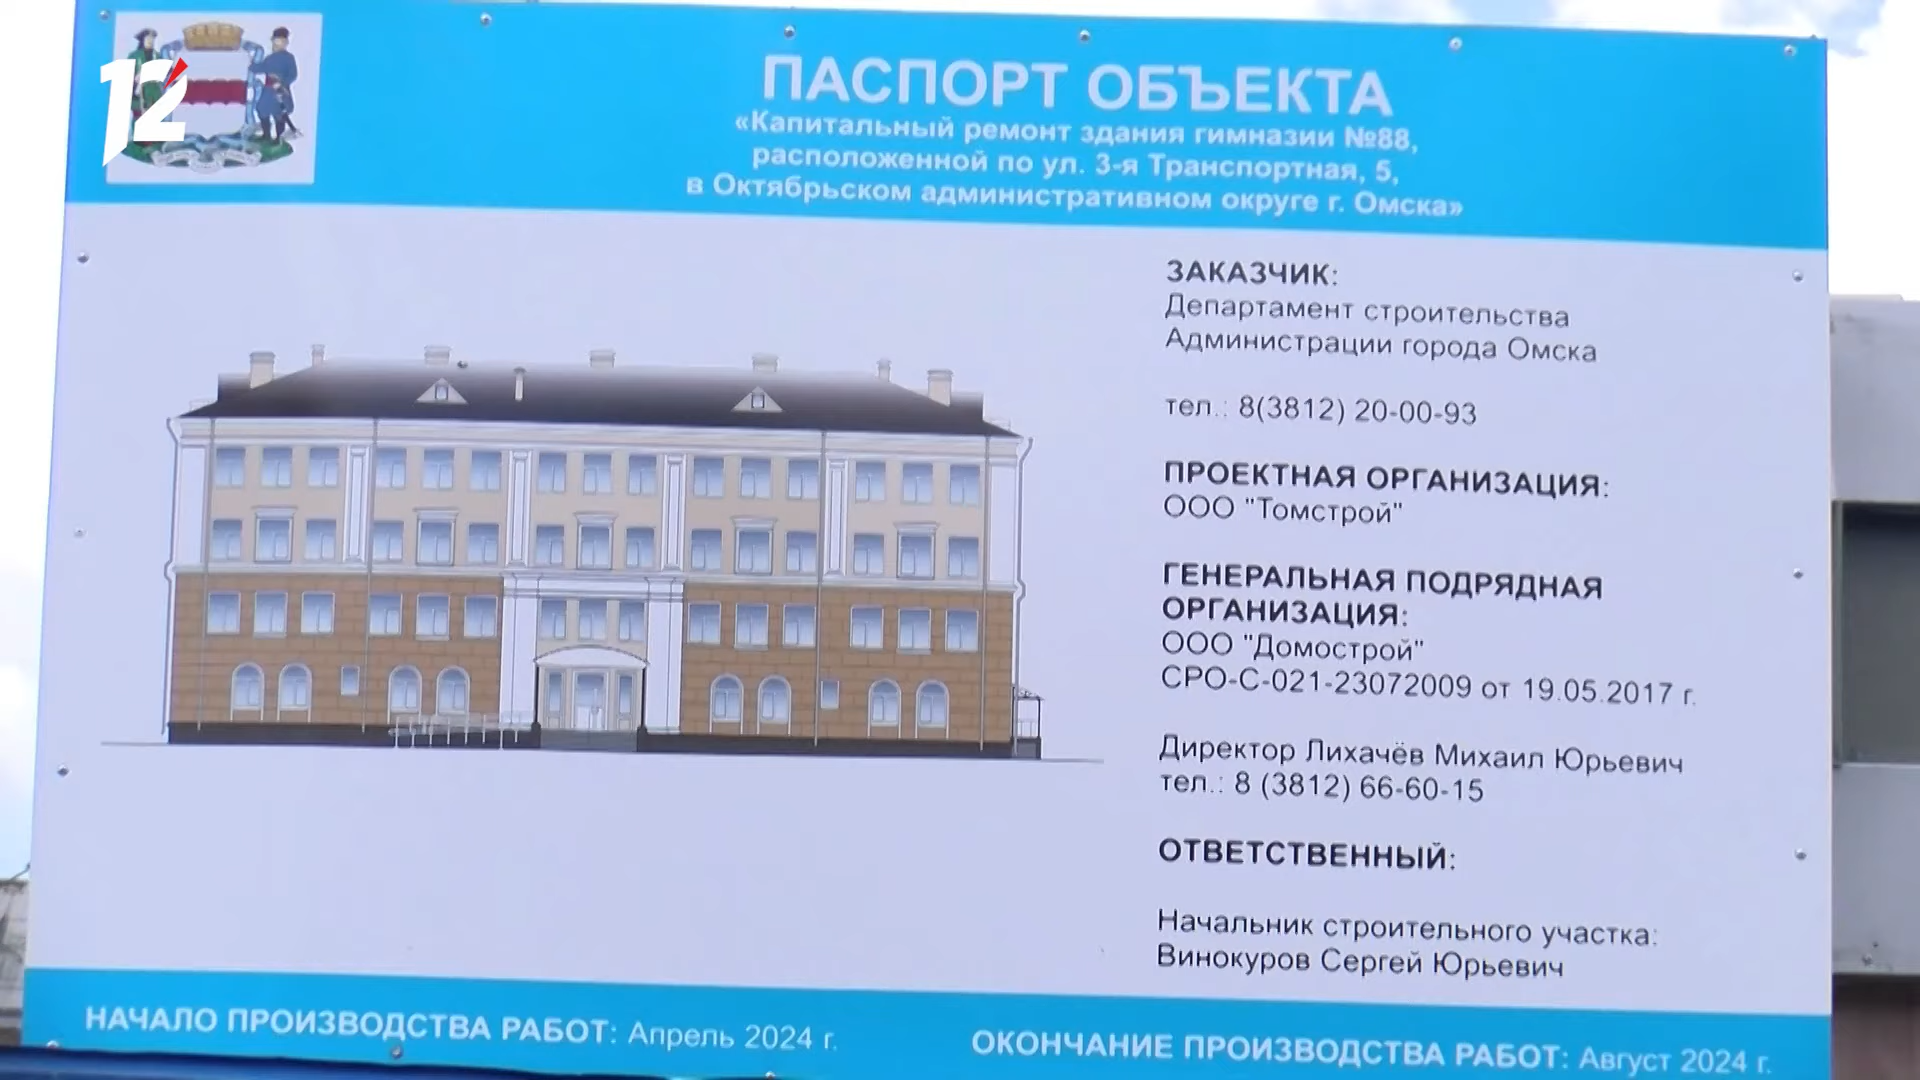 12
ПАСПОРТ ОБЪЕКТА
«Капитальный ремонт здания гимназии №88,
расположенной по ул. 3-я Транспортная, 5,
в Октябрьском административном округе г. Омска»
ЗАКАЗЧИК:
Департамент строительства
Администрации города Омска
тел.: 8(3812) 20-00-93
ПРОЕКТНАЯ ОРГАНИЗАЦИЯ:
ООО "Томстрой"
ГЕНЕРАЛЬНАЯ ПОДРЯДНАЯ
ОРГАНИЗАЦИЯ:
ООО "Домострой"
СРО-С-021-23072009 от 19.05.2017 г.
Директор Лихачёв Михаил Юрьевич
тел.: 8 (3812) 66-60-15
ОТВЕТСТВЕННЫЙ:
Начальник строительного участка:
Винокуров Сергей Юрьевич
НАЧАЛО ПРОИЗВОДСТВА РАБОТ: Апрель 2024 г.
ОКОНЧАНИЕ ПРОИЗВОДСТВА РАБОТ: Август 2024 г.